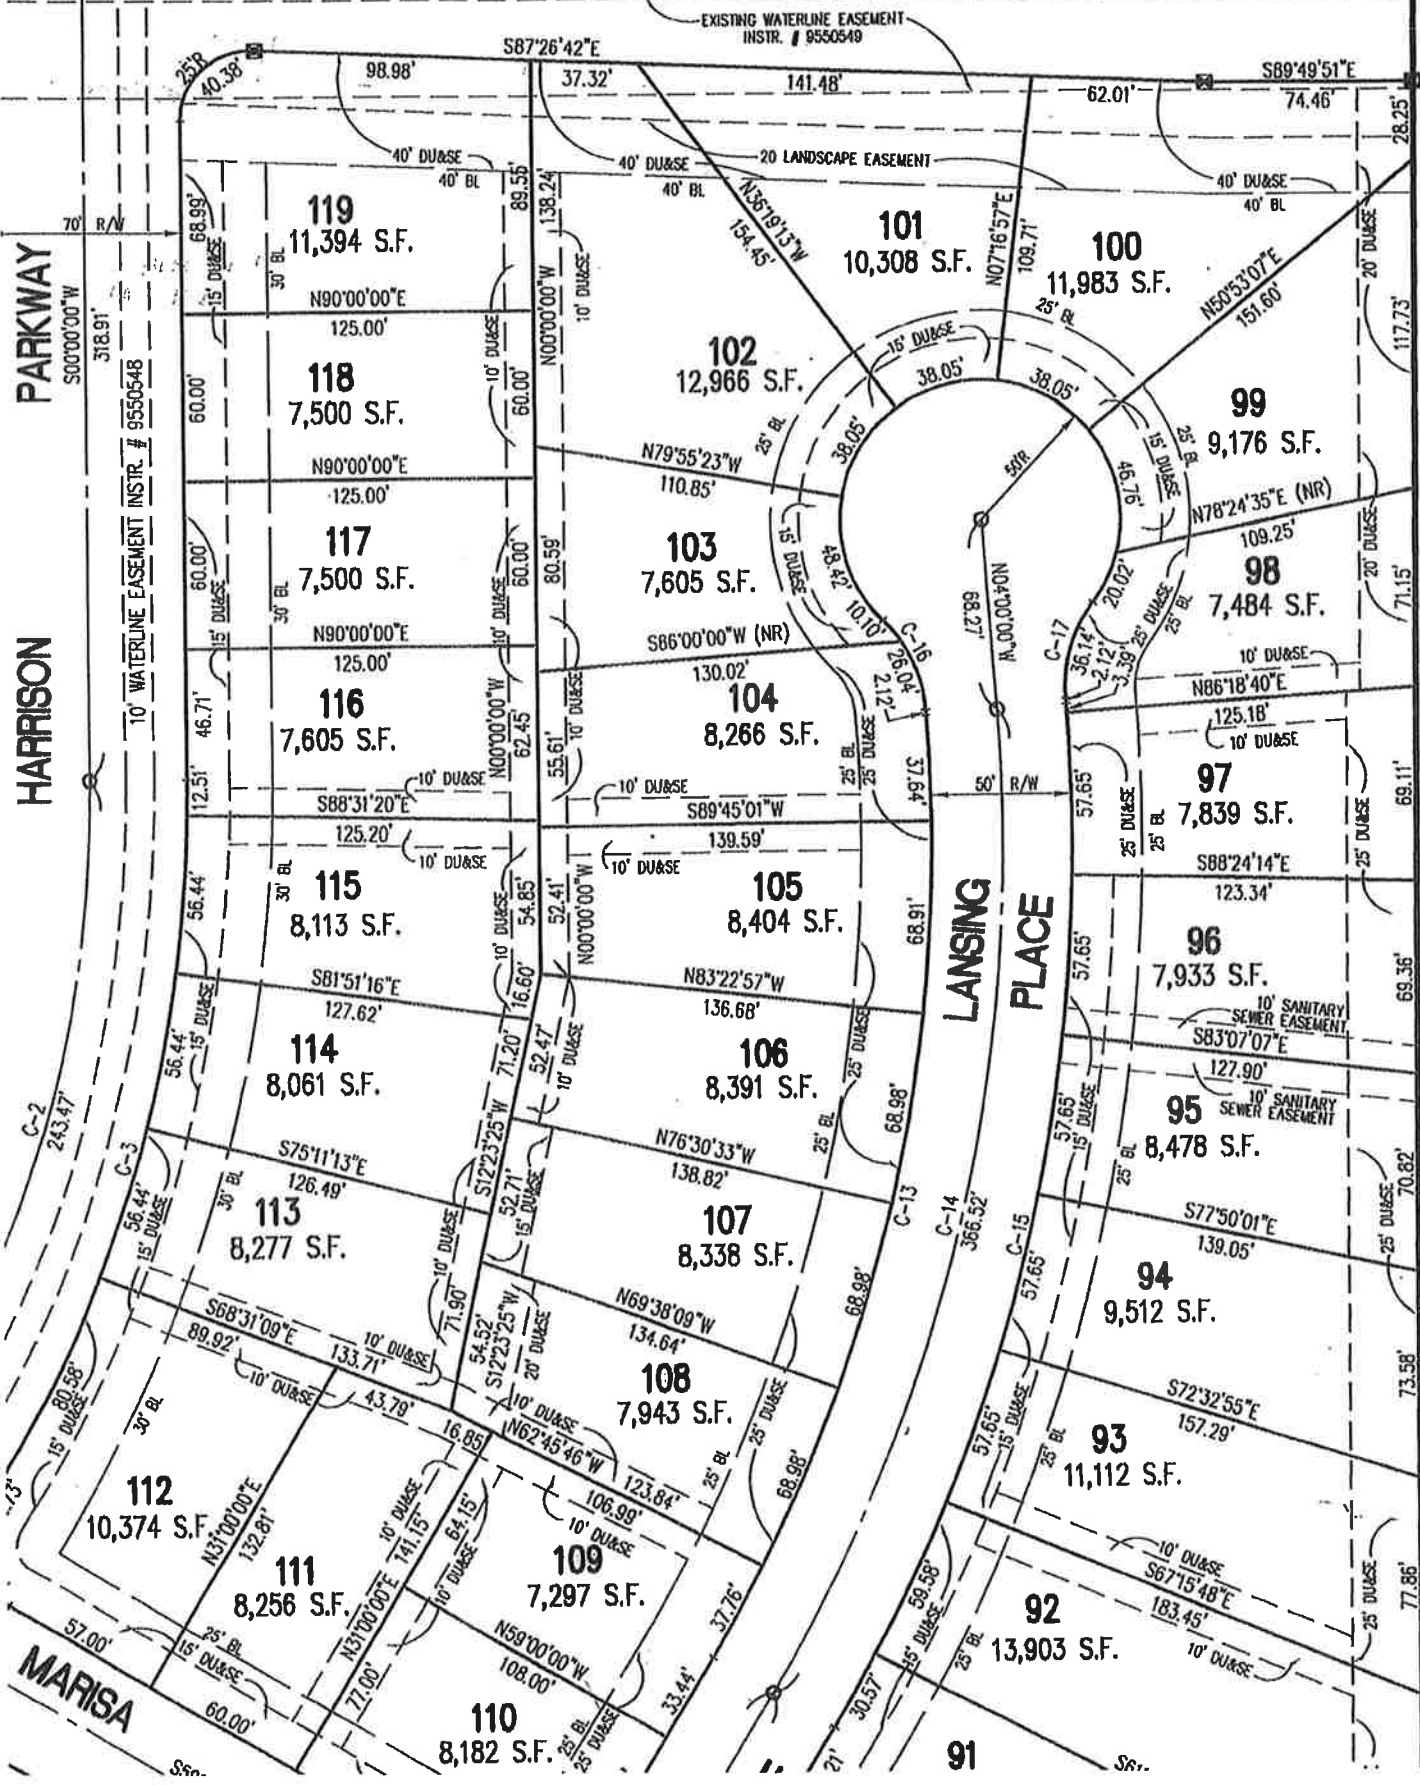 EXISTING WATERLINE EASEMENT
INSTR. # 9550549
S87°26'42"E
S89°49'51"E
25'R
40.38'
98.98'
37.32'
141.48'
62.01'
74.46'
28.25'
40' DU&SE
40' BL
40' DU&SE
40' BL
20 LANDSCAPE EASEMENT
40' DU&SE
40' BL
70' R/W
68.99'
15' DU&SE
30' BL
119
11,394 S.F.
89.55'
138.24'
N00°00'00"W
10' DU&SE
N36°19'13"W
154.45'
101
10,308 S.F.
N07°16'57"E
109.71'
100
11,983 S.F.
N50°53'07"E
151.60'
20' DU&SE
117.73'
HARRISON PARKWAY
S00°00'00"W
318.91'
10' WATERLINE EASEMENT INSTR. # 9550548
N90°00'00"E
125.00'
10' DU&SE
60.00'
60.00'
118
7,500 S.F.
102
12,966 S.F.
25' BL
15' DU&SE
38.05'
38.05'
38.05'
25' BL
50'R
15' DU&SE
25' BL
46.76'
99
9,176 S.F.
N90°00'00"E
125.00'
N79°55'23"W
110.85'
N78°24'35"E (NR)
109.25'
117
7,500 S.F.
60.00'
15' DU&SE
30' BL
60.00'
10' DU&SE
80.59'
103
7,605 S.F.
15' DU&SE
48.42'
10.10'
C-16
N04°00'00"W
68.27'
20.02'
C-17
36.14'
2.12'
3.39'
25' DU&SE
25' BL
98
7,484 S.F.
20' DU&SE
71.15'
N90°00'00"E
125.00'
S86°00'00"W (NR)
130.02'
26.04'
2.12'
10' DU&SE
N86°18'40"E
125.18'
10' DU&SE
116
7,605 S.F.
46.71'
12.51'
N00°00'00"W
62.45'
10' DU&SE
55.61'
104
8,266 S.F.
25' BL
25' DU&SE
37.64'
50' R/W
57.65'
25' DU&SE
25' BL
97
7,839 S.F.
69.11'
25' DU&SE
10' DU&SE
S88°31'20"E
125.20'
10' DU&SE
10' DU&SE
S89°45'01"W
139.59'
10' DU&SE
S88°24'14"E
123.34'
115
8,113 S.F.
56.44'
30' BL
10' DU&SE
54.85'
16.60'
52.41'
N00°00'00"W
105
8,404 S.F.
68.91'
LANSING PLACE
57.65'
96
7,933 S.F.
69.36'
S81°51'16"E
127.62'
N83°22'57"W
136.68'
10' SANITARY
SEWER EASEMENT
S83°07'07"E
127.90'
10' SANITARY
SEWER EASEMENT
114
8,061 S.F.
56.44'
15' DU&SE
71.20'
52.47'
10' DU&SE
106
8,391 S.F.
25' DU&SE
25' BL
68.98'
57.65'
15' DU&SE
25' BL
95
8,478 S.F.
70.82'
C-2
243.47'
C-3
S75°11'13"E
126.49'
S12°23'25"W
N76°30'33"W
138.82'
C-13
C-14
366.52'
C-15
S77°50'01"E
139.05'
25' DU&SE
113
8,277 S.F.
56.44'
15' DU&SE
30' BL
10' DU&SE
71.90'
52.71'
15' DU&SE
107
8,338 S.F.
68.98'
57.65'
94
9,512 S.F.
73.58'
S68°31'09"E
89.92'
133.71'
10' DU&SE
10' DU&SE
43.79'
54.52'
S12°23'25"W
20' DU&SE
N69°38'09"W
134.64'
S72°32'55"E
157.29'
80.58'
15' DU&SE
30' BL
16.85
10' DU&SE
N62°45'46"W
123.84'
106.99'
10' DU&SE
108
7,943 S.F.
25' BL
25' DU&SE
68.98'
57.65'
15' DU&SE
25' BL
93
11,112 S.F.
112
10,374 S.F.
N31°00'00"E
132.81'
111
8,256 S.F.
10' DU&SE
141.15'
N31°00'00"E
64.15'
10' DU&SE
77.00'
109
7,297 S.F.
37.76'
59.58'
15' DU&SE
25' BL
10' DU&SE
S67°15'48"E
183.45'
10' DU&SE
25' DU&SE
77.86'
92
13,903 S.F.
57.00'
25' BL
15' DU&SE
60.00'
MARISA
N59°00'00"W
108.00'
33.44'
30.57'
110
8,182 S.F.
25' BL
25' DU&SE
21'
91